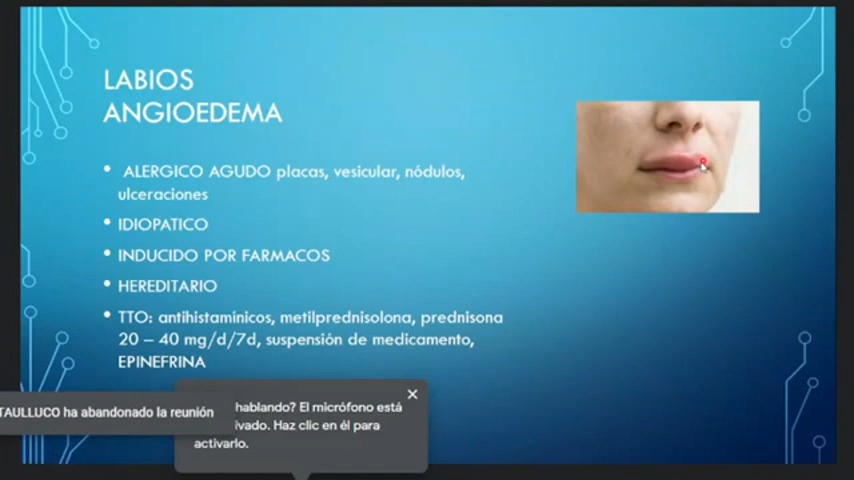 LABIOS
ANGIOEDEMA
• ALERGICO AGUDO placas, vesicular, nódulos,
ulceraciones
• IDIOPATICO
• INDUCIDO POR FARMACOS
• HEREDITARIO
• TTO: antihistamínicos, metilprednisolona, prednisona
20 – 40 mg/d/7d, suspensión de medicamento,
EPINEFRINA
TAULLUCO ha abandonado la reunión
hablando? El micrófono está
ivado. Haz clic en él para
activarlo.